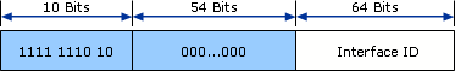 10 Bits 54 Bits 64 Bits
1111 1110 10 000...000 Interface ID